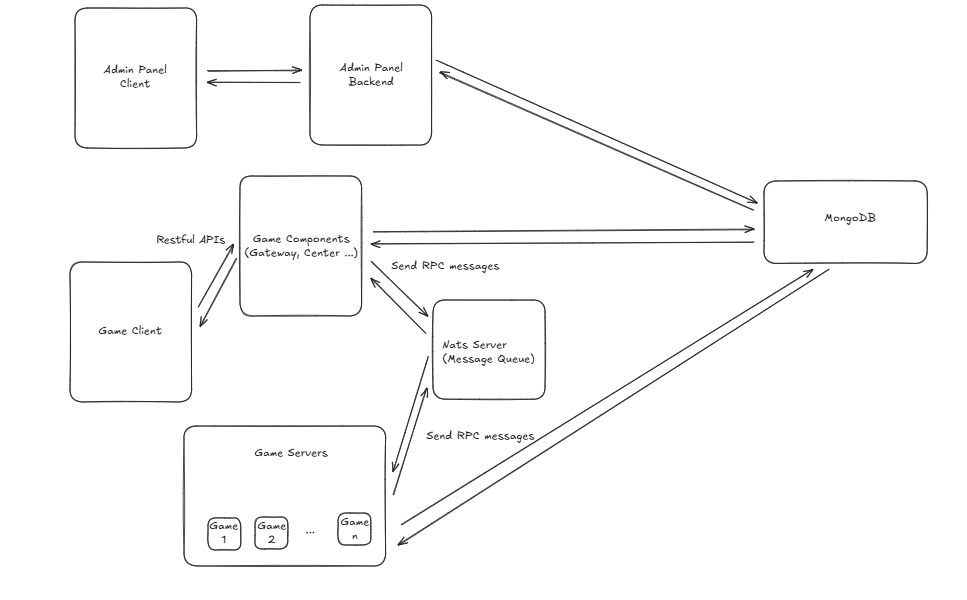 Admin Panel
Client
Admin Panel
Backend
MongoDB
Restful APIs
Game Components
(Gateway, Center ...)
Send RPC messages
Game Client
Nats Server
(Message Queue)
Send RPC messages
Game Servers
Game
1
Game
2
...
Game
n